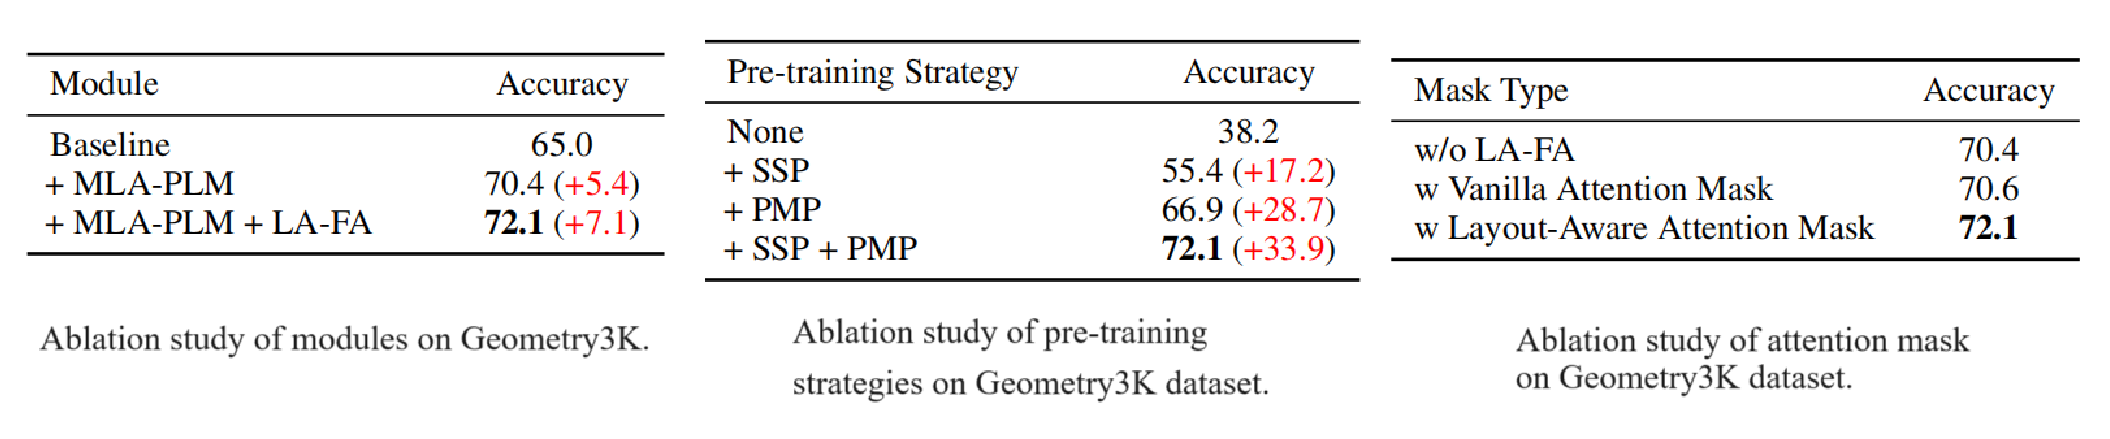 Module Accuracy
Baseline 65.0
+ MLA-PLM 70.4 (+5.4)
+ MLA-PLM + LA-FA 72.1 (+7.1)
Ablation study of modules on Geometry3K.
Pre-training Strategy Accuracy
None 38.2
+ SSP 55.4 (+17.2)
+ PMP 66.9 (+28.7)
+ SSP + PMP 72.1 (+33.9)
Ablation study of pre-training
strategies on Geometry3K dataset.
Mask Type Accuracy
w/o LA-FA 70.4
w Vanilla Attention Mask 70.6
w Layout-Aware Attention Mask 72.1
Ablation study of attention mask
on Geometry3K dataset.